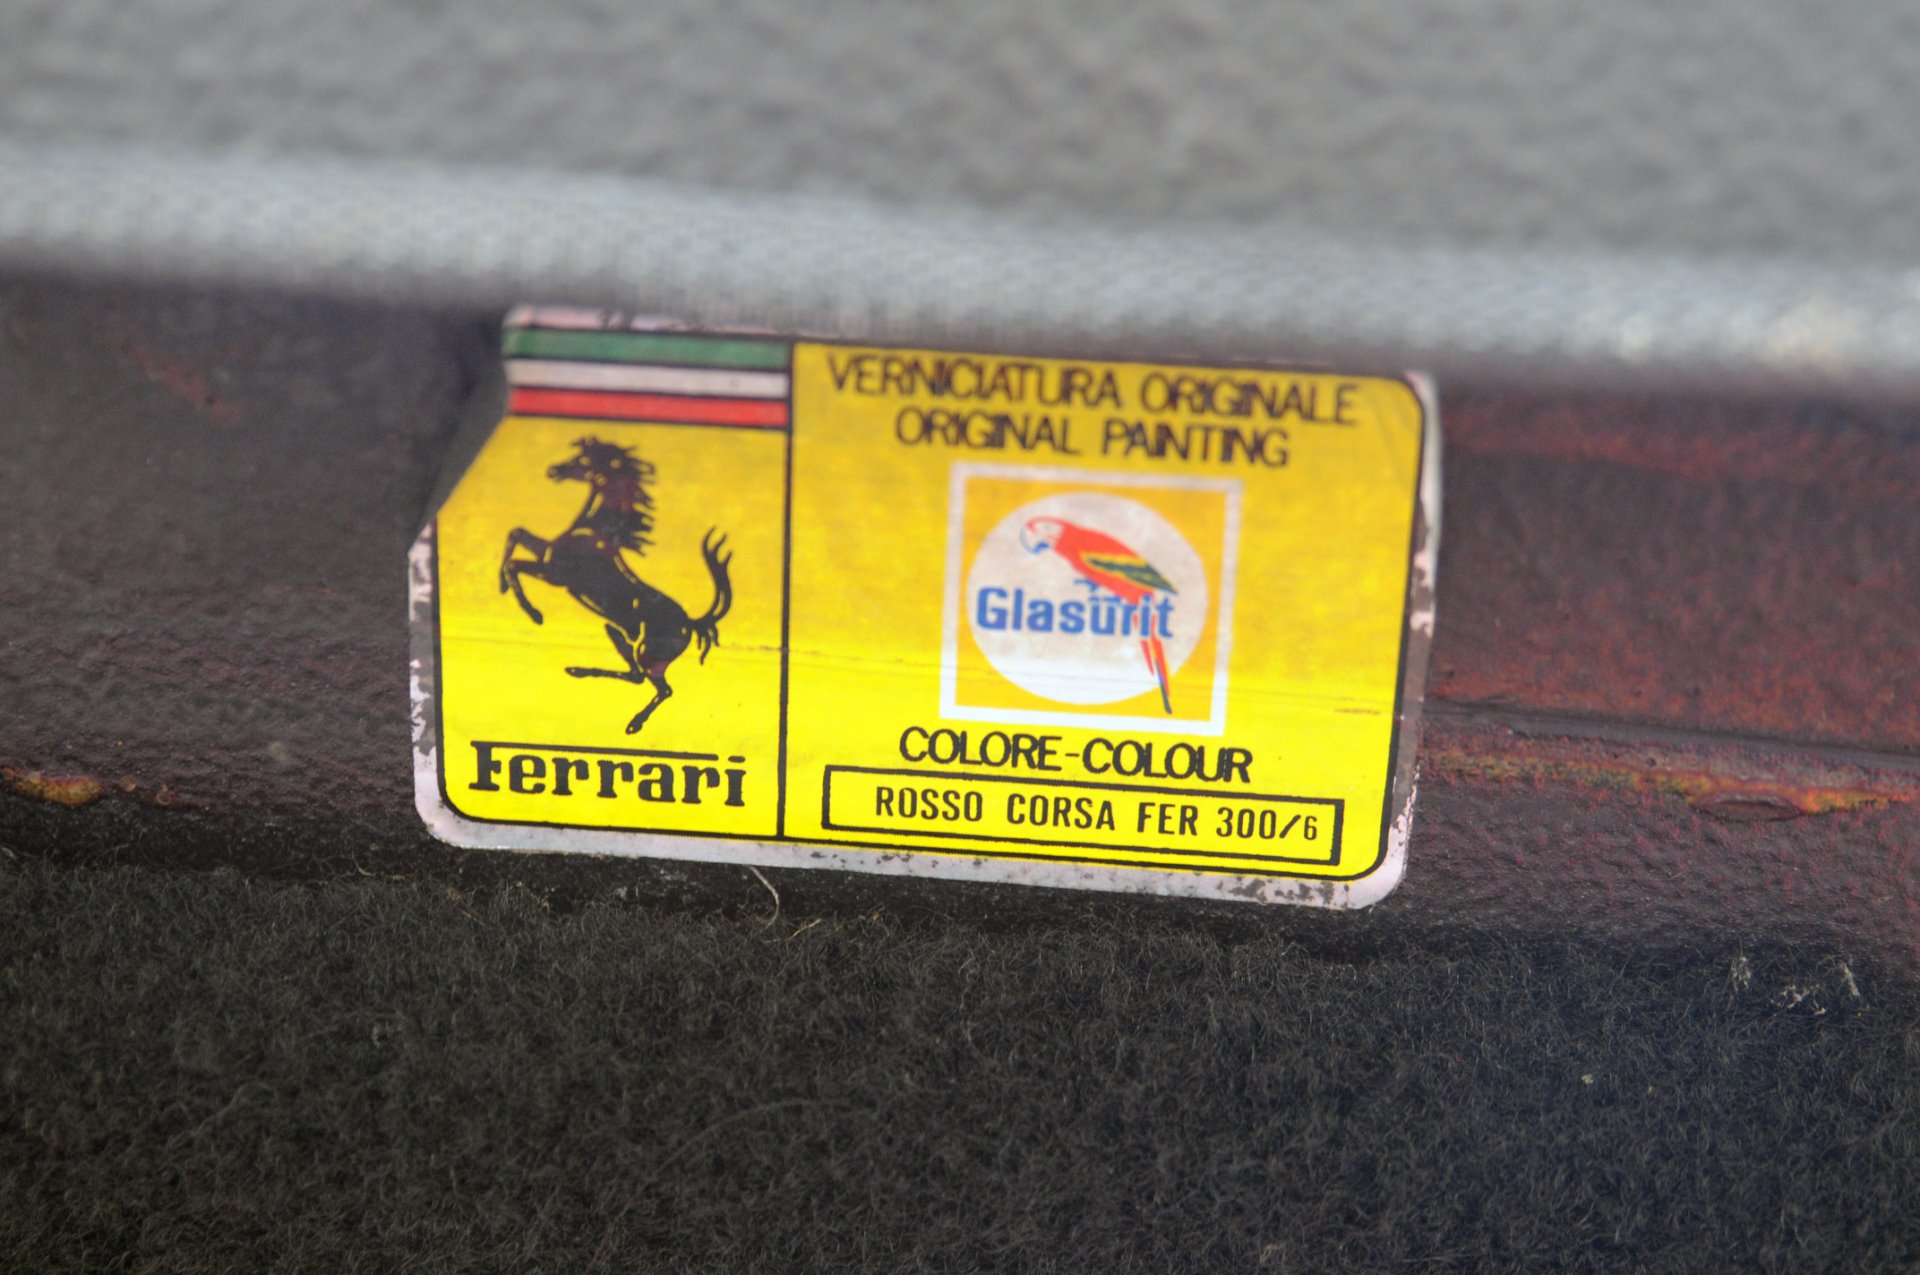 VERNICIATURA ORIGINALE
ORIGINAL PAINTING
Glasurit
COLORE-COLOUR
ROSSO CORSA FER 300/6
Ferrari